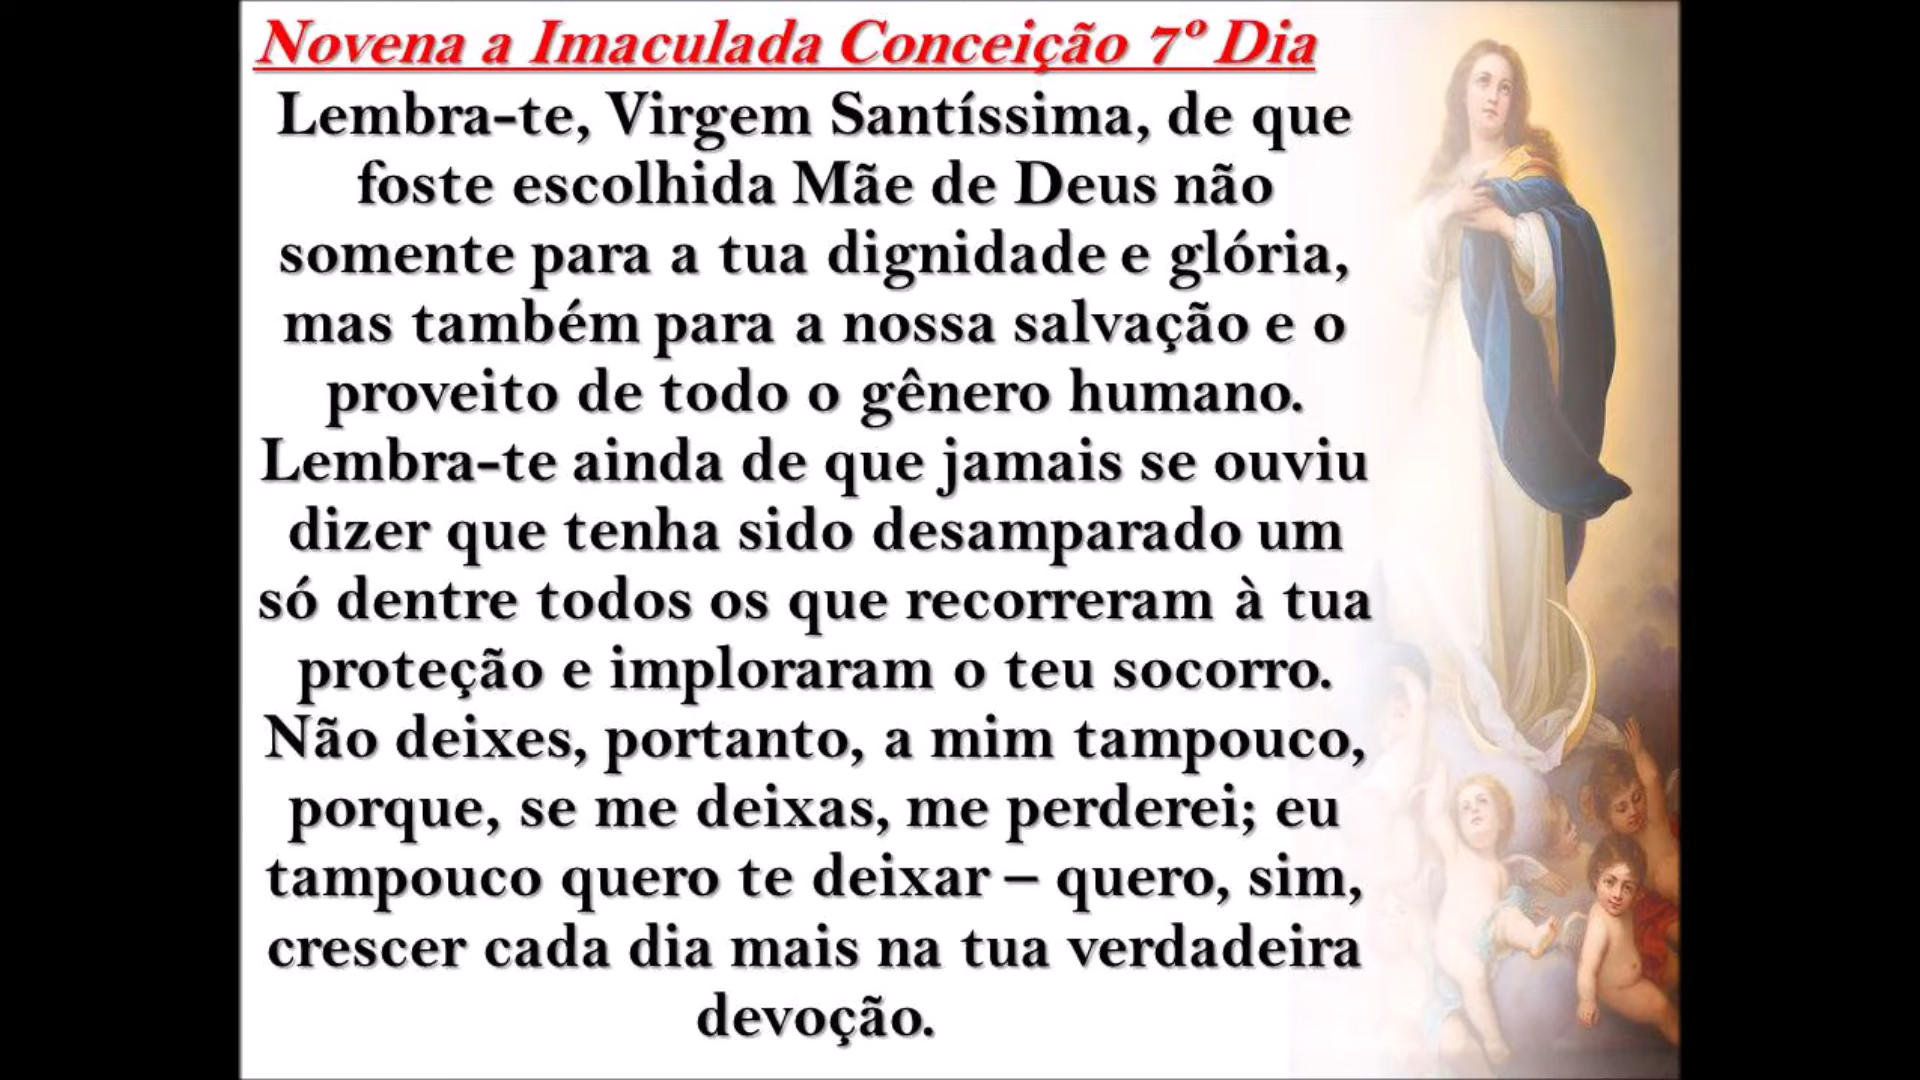 Novena a Imaculada Conceição 7º Dia
Lembra-te, Virgem Santíssima, de que
foste escolhida Mãe de Deus não
somente para a tua dignidade e glória,
mas também para a nossa salvação e o
proveito de todo o gênero humano.
Lembra-te ainda de que jamais se ouviu
dizer que tenha sido desamparado um
só dentre todos os que recorreram à tua
proteção e imploraram o teu socorro.
Não deixes, portanto, a mim tampouco,
porque, se me deixas, me perderei; eu
tampouco quero te deixar – quero, sim,
crescer cada dia mais na tua verdadeira
devoção.